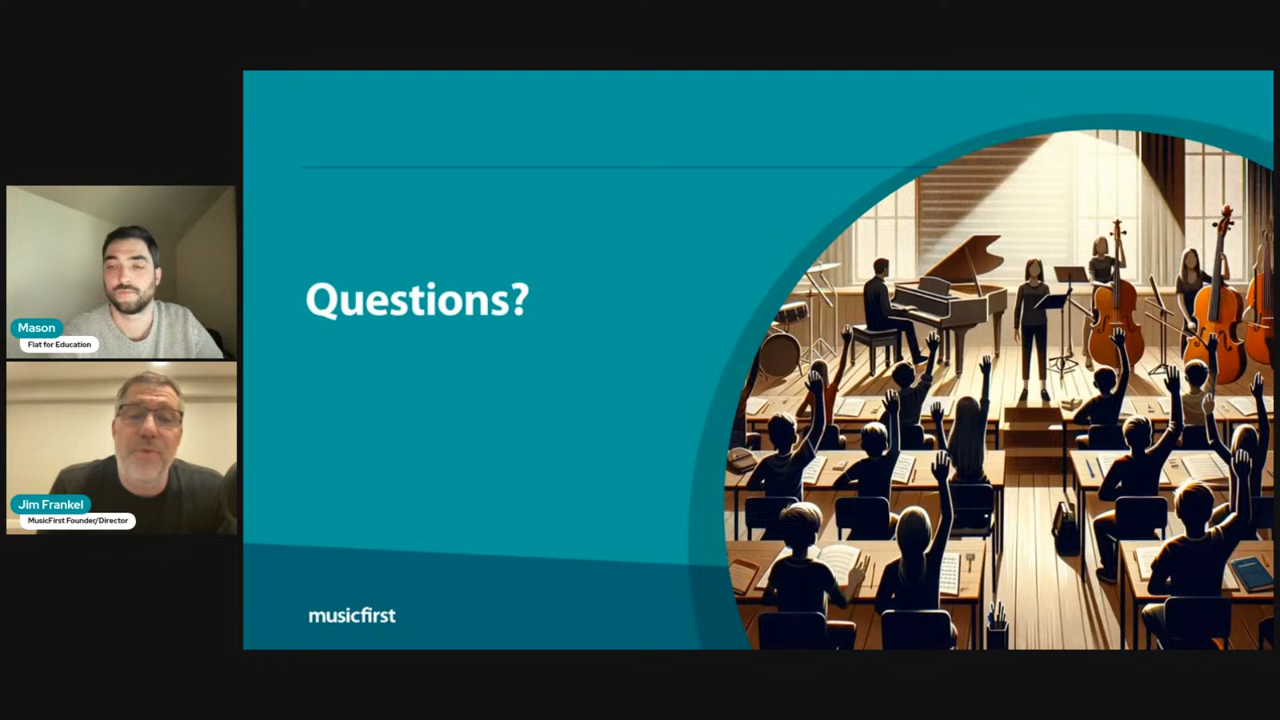 Mason
Flat for Education
Jim Frankel
MusicFirst Founder/Director
Questions?
musicfirst